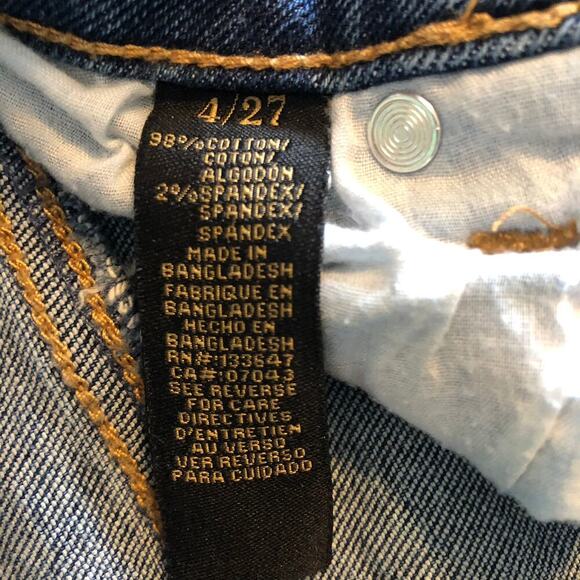 4/27
98% COTTON/
COTON/
ALGODÓN
2% SPANDEX/
SPANDEX/
SPANDEX
MADE IN
BANGLADESH
FABRIQUE EN
BANGLADESH
HECHO EN
BANGLADESH
RN#:133647
CA#:07043
SEE REVERSE
FOR CARE
DIRECTIVES
D'ENTRETIEN
AU VERSO
VER REVERSO
PARA CUIDADO